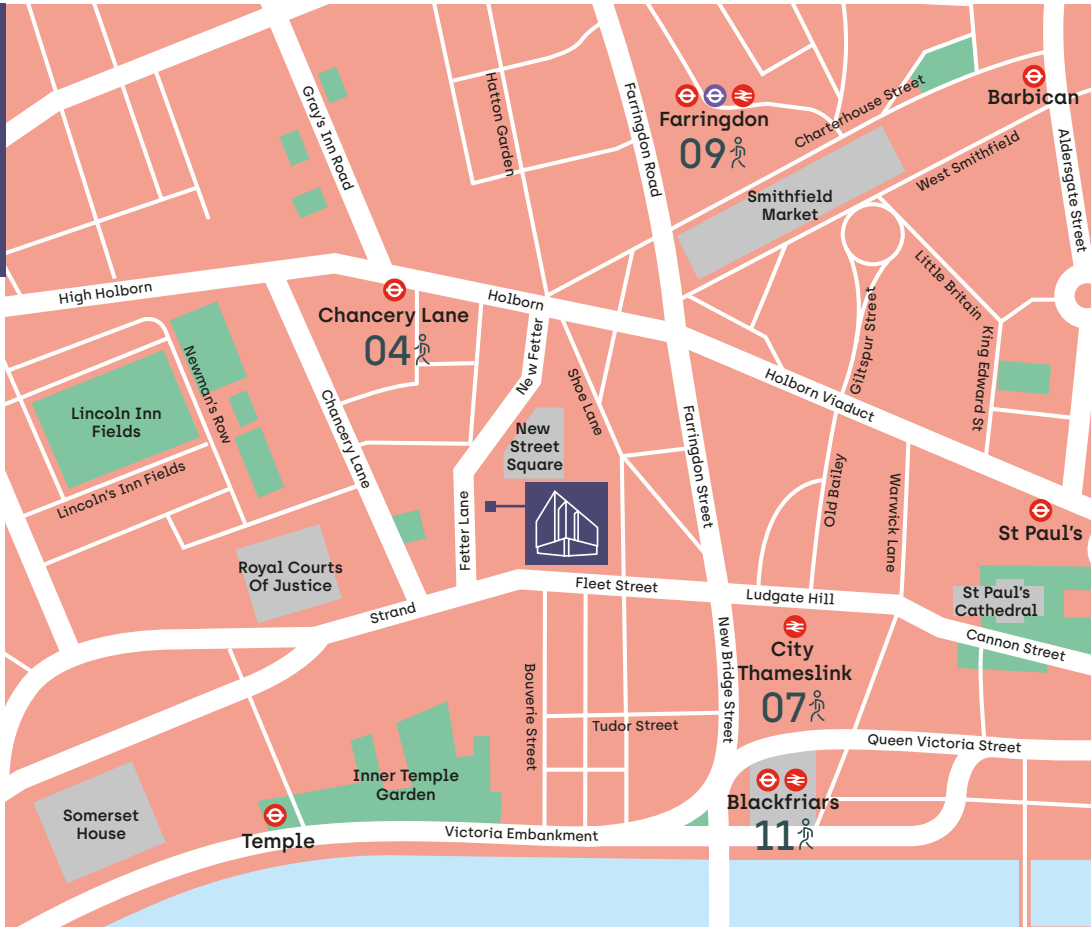 Gray's Inn Road
Hatton Garden
Farringdon Road
Farringdon
09
Charterhouse Street
Barbican
Aldersgate Street
West Smithfield
Smithfield
Market
Little Britain
King Edward St
Giltspur Street
High Holborn
Chancery Lane
04
Holborn
New Fetter
Shoe Lane
Holborn Viaduct
Newman's Row
Lincoln Inn
Fields
Lincoln's Inn Fields
Chancery Lane
New
Street
Square
Fetter Lane
Farringdon Street
Old Bailey
Warwick Lane
St Paul's
Royal Courts
Of Justice
Strand
Fleet Street
Ludgate Hill
St Paul's
Cathedral
Cannon Street
City
Thameslink
07
New Bridge Street
Bouverie Street
Tudor Street
Queen Victoria Street
Inner Temple
Garden
Somerset
House
Temple
Victoria Embankment
Blackfriars
11